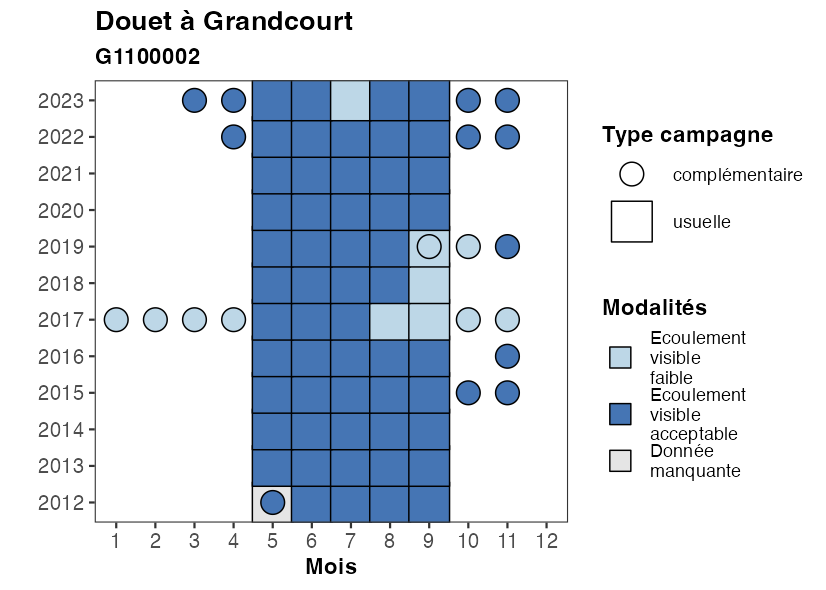 Douet à Grandcourt
G1100002
2023
2022
2021
2020
2019
2018
2017
2016
2015
2014
2013
2012
1 2 3 4 5 6 7 8 9 10 11 12
Mois
Type campagne
complémentaire
usuelle
Modalités
Ecoulement
visible
faible
Ecoulement
visible
acceptable
Donnée
manquante